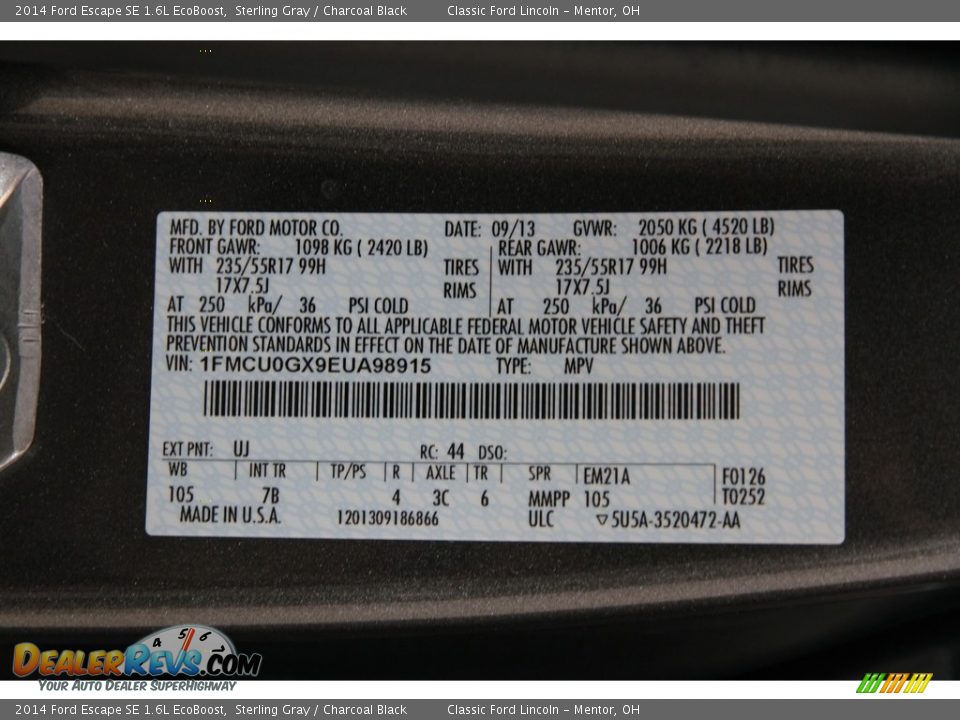 2014 Ford Escape SE 1.6L EcoBoost, Sterling Gray / Charcoal Black Classic Ford Lincoln - Mentor, OH
MFD. BY FORD MOTOR CO. DATE: 09/13 GVWR: 2050 KG ( 4520 LB)
FRONT GAWR: 1098 KG ( 2420 LB) REAR GAWR: 1006 KG ( 2218 LB)
WITH 235/55R17 99H TIRES WITH 235/55R17 99H TIRES
17X7.5J RIMS 17X7.5J RIMS
AT 250 kPa/ 36 PSI COLD AT 250 kPa/ 36 PSI COLD
THIS VEHICLE CONFORMS TO ALL APPLICABLE FEDERAL MOTOR VEHICLE SAFETY AND THEFT
PREVENTION STANDARDS IN EFFECT ON THE DATE OF MANUFACTURE SHOWN ABOVE.
VIN: 1FMCU0GX9EUA98915 TYPE: MPV
EXT PNT: UJ RC: 44 DSO:
WB INT TR TP/PS R AXLE TR SPR EM21A F0126
105 7B 4 3C 6 MMPP 105 T0252
MADE IN U.S.A. 1201309186866 ULC ▽5U5A-3520472-AA
4 5 6
DEALERREVS.COM
YOUR AUTO DEALER SUPERHIGHWAY
2014 Ford Escape SE 1.6L EcoBoost, Sterling Gray / Charcoal Black Classic Ford Lincoln - Mentor, OH